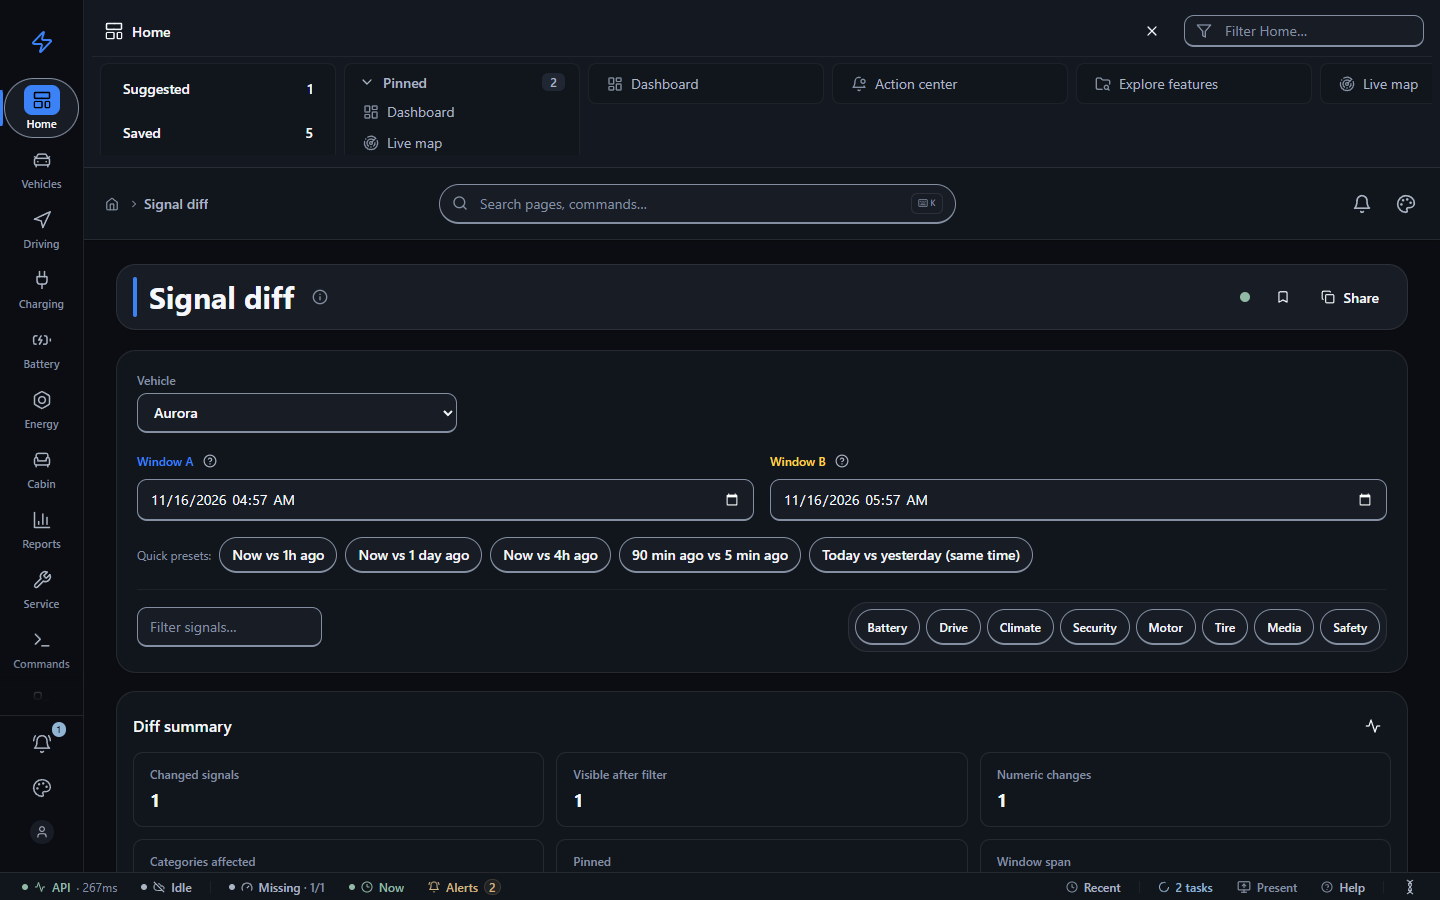 Home
Filter Home...
Suggested 1
Saved 5
Pinned 2
Dashboard
Live map
Dashboard
Action center
Explore features
Live map
Home
Vehicles
Driving
Charging
Battery
Energy
Cabin
Reports
Service
Commands
1
Signal diff
Search pages, commands...
K
Signal diff
Share
Vehicle
Aurora
Window A
Window B
11/16/2026 04:57 AM
11/16/2026 05:57 AM
Quick presets: Now vs 1h ago Now vs 1 day ago Now vs 4h ago 90 min ago vs 5 min ago Today vs yesterday (same time)
Filter signals...
Battery Drive Climate Security Motor Tire Media Safety
Diff summary
Changed signals
1
Visible after filter
1
Numeric changes
1
Categories affected
Pinned
Window span
API · 267ms Idle Missing · 1/1 Now Alerts 2 Recent 2 tasks Present Help